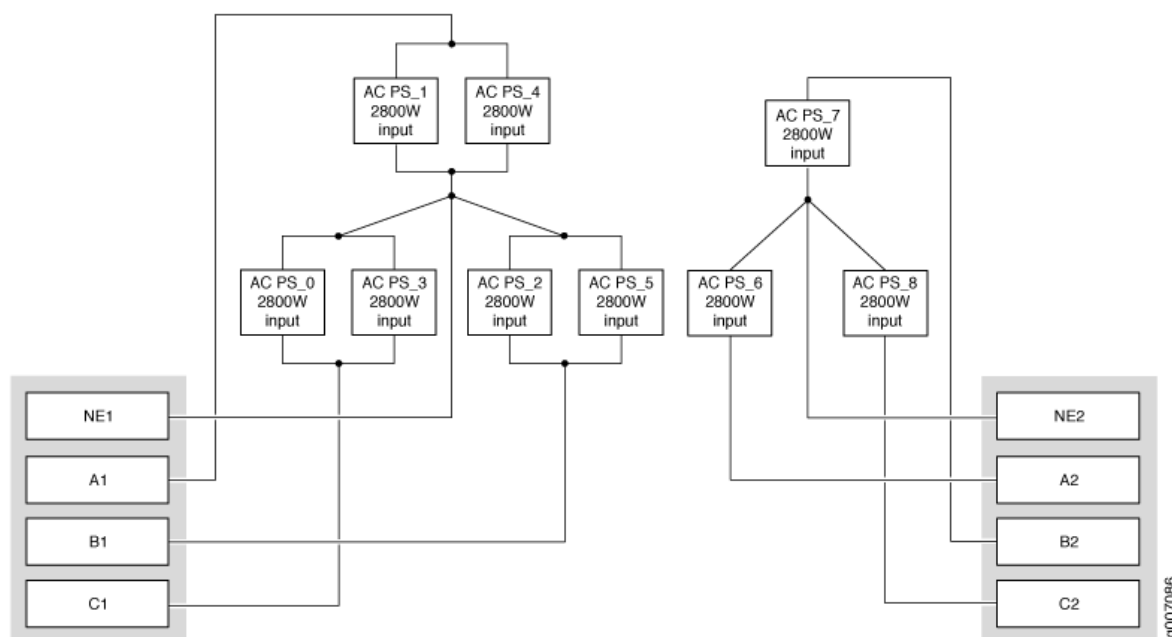 AC PS_1
2800W
input
AC PS_4
2800W
input
AC PS_7
2800W
input
AC PS_0
2800W
input
AC PS_3
2800W
input
AC PS_2
2800W
input
AC PS_5
2800W
input
AC PS_6
2800W
input
AC PS_8
2800W
input
NE1
A1
B1
C1
NE2
A2
B2
C2
g007086